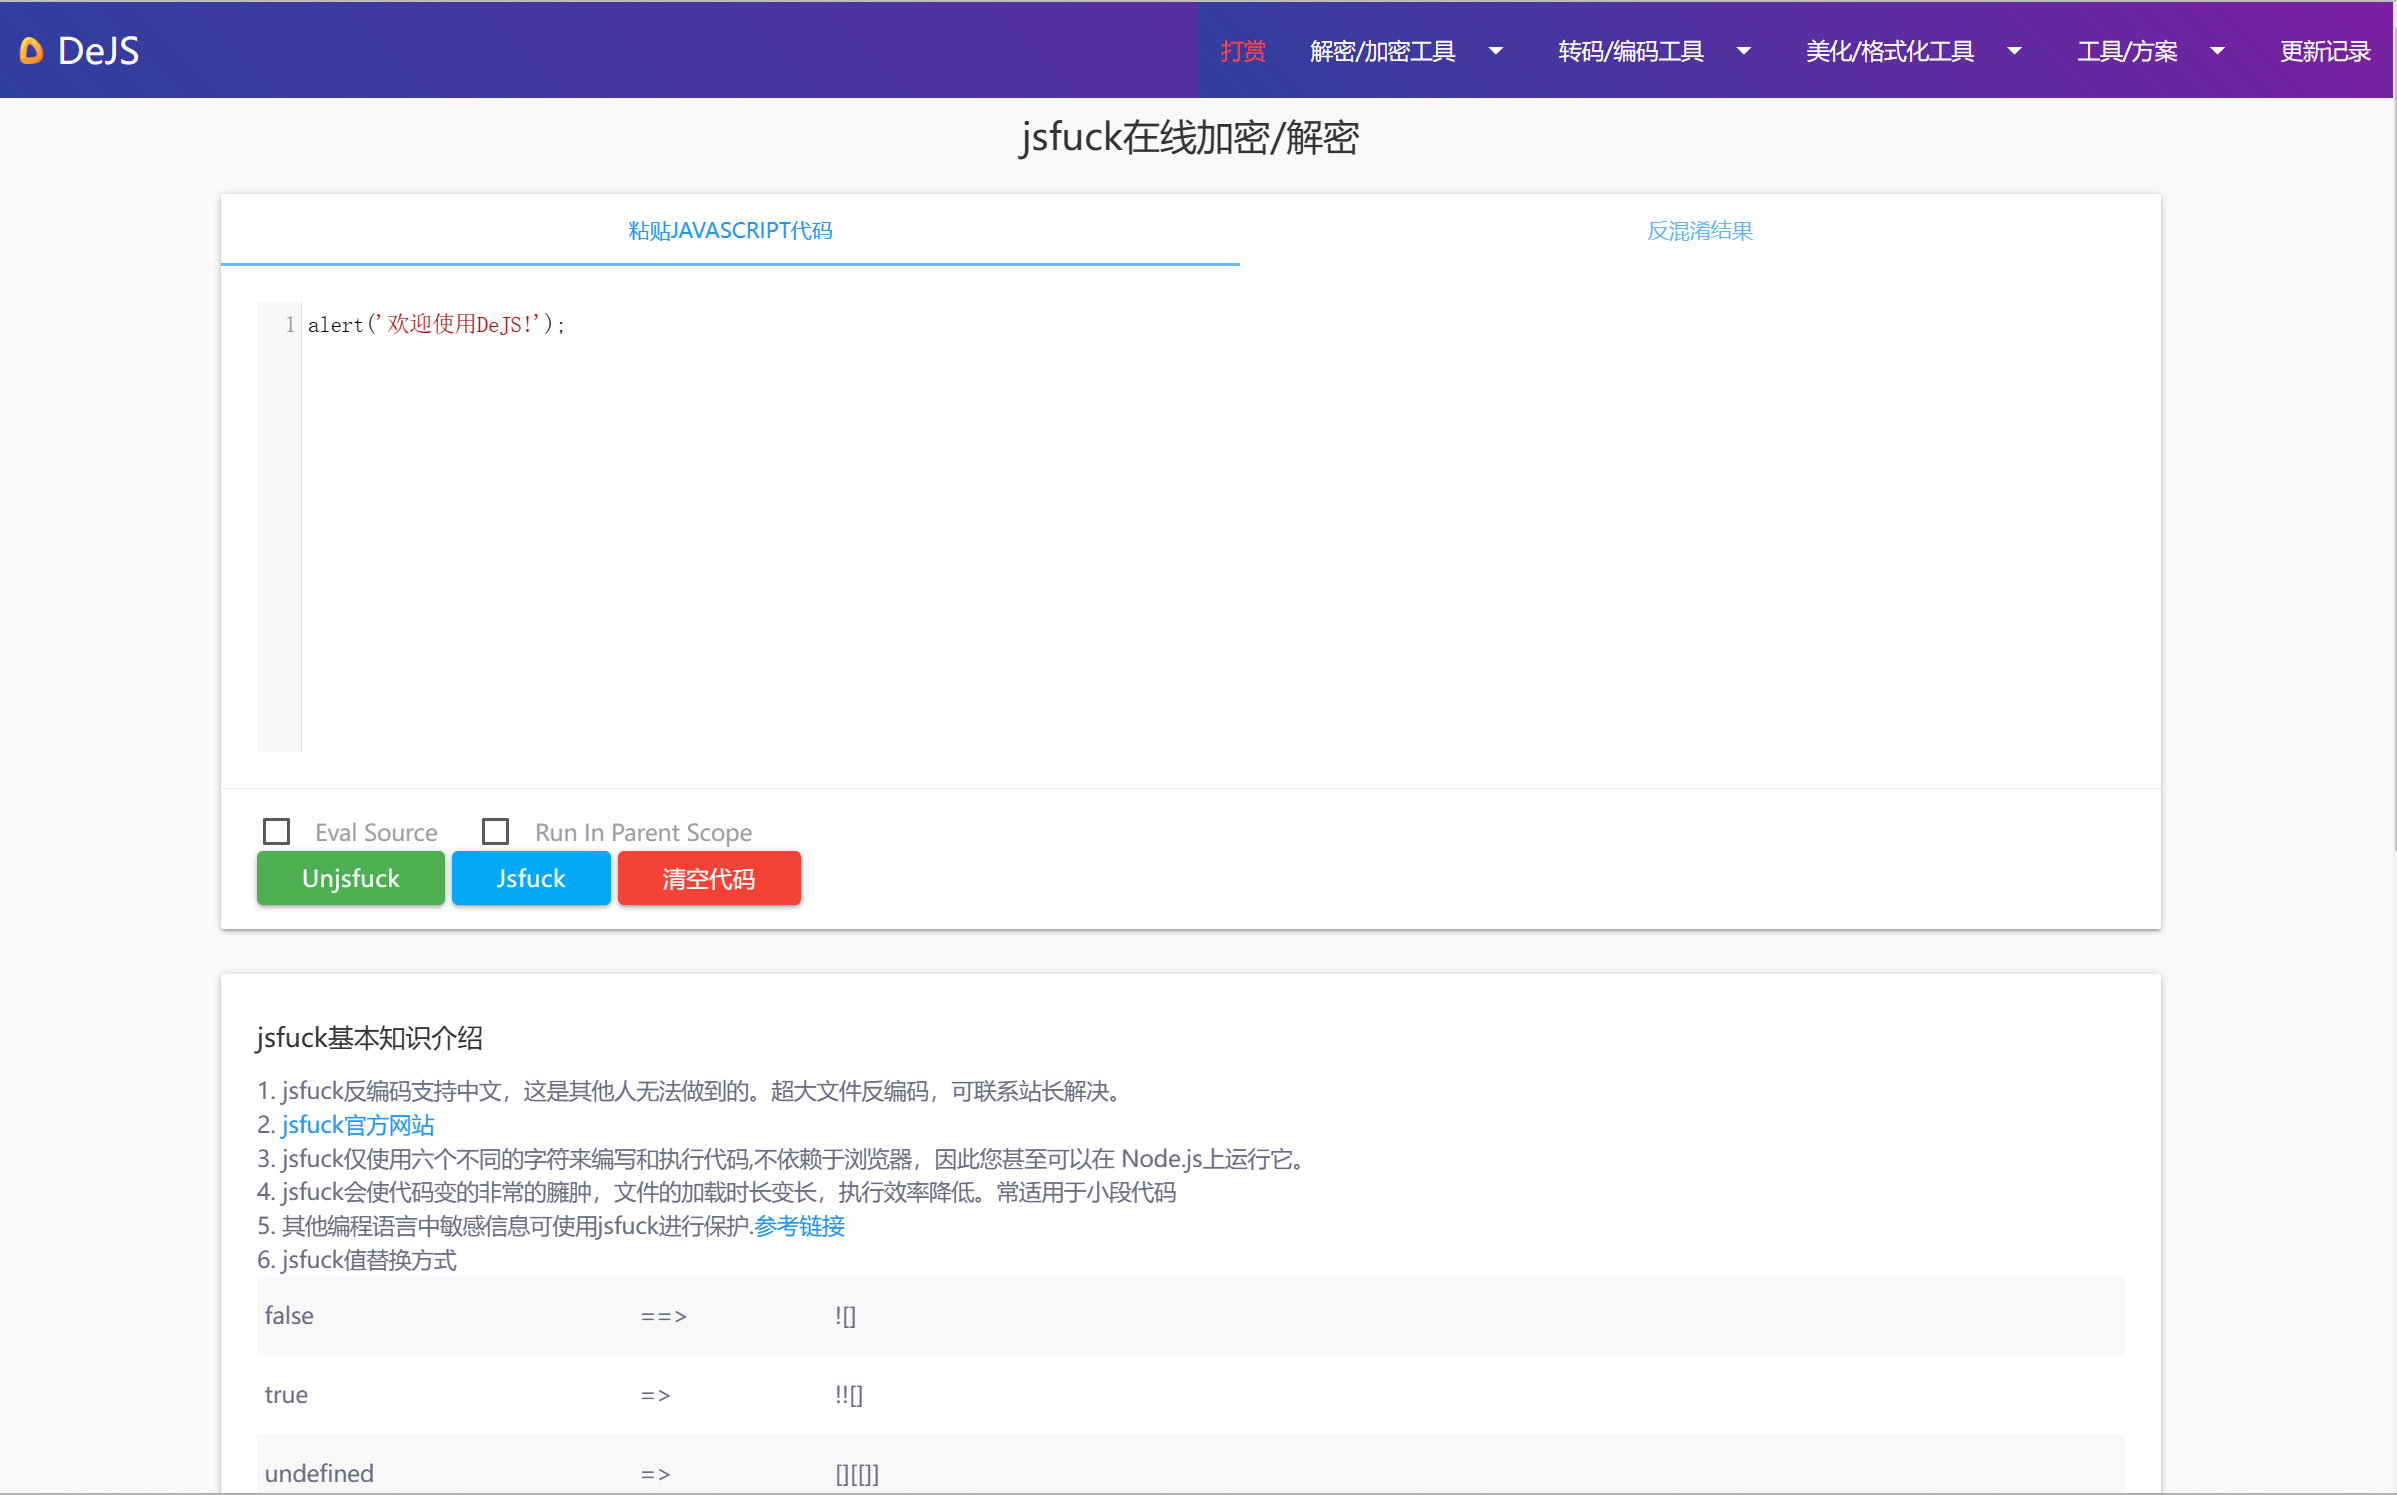 DeJS
打赏 解密/加密工具 转码/编码工具 美化/格式化工具 工具/方案 更新记录
jsfuck在线加密/解密
粘贴JAVASCRIPT代码 反混淆结果
1 alert('欢迎使用DeJS!');
Eval Source Run In Parent Scope
Unjsfuck Jsfuck 清空代码
jsfuck基本知识介绍
1. jsfuck反编码支持中文，这是其他人无法做到的。超大文件反编码，可联系站长解决。
2. jsfuck官方网站
3. jsfuck仅使用六个不同的字符来编写和执行代码,不依赖于浏览器，因此您甚至可以在 Node.js上运行它。
4. jsfuck会使代码变的非常的臃肿，文件的加载时长变长，执行效率降低。常适用于小段代码
5. 其他编程语言中敏感信息可使用jsfuck进行保护.参考链接
6. jsfuck值替换方式
false ==> ![]
true => !![]
undefined => [][[]]